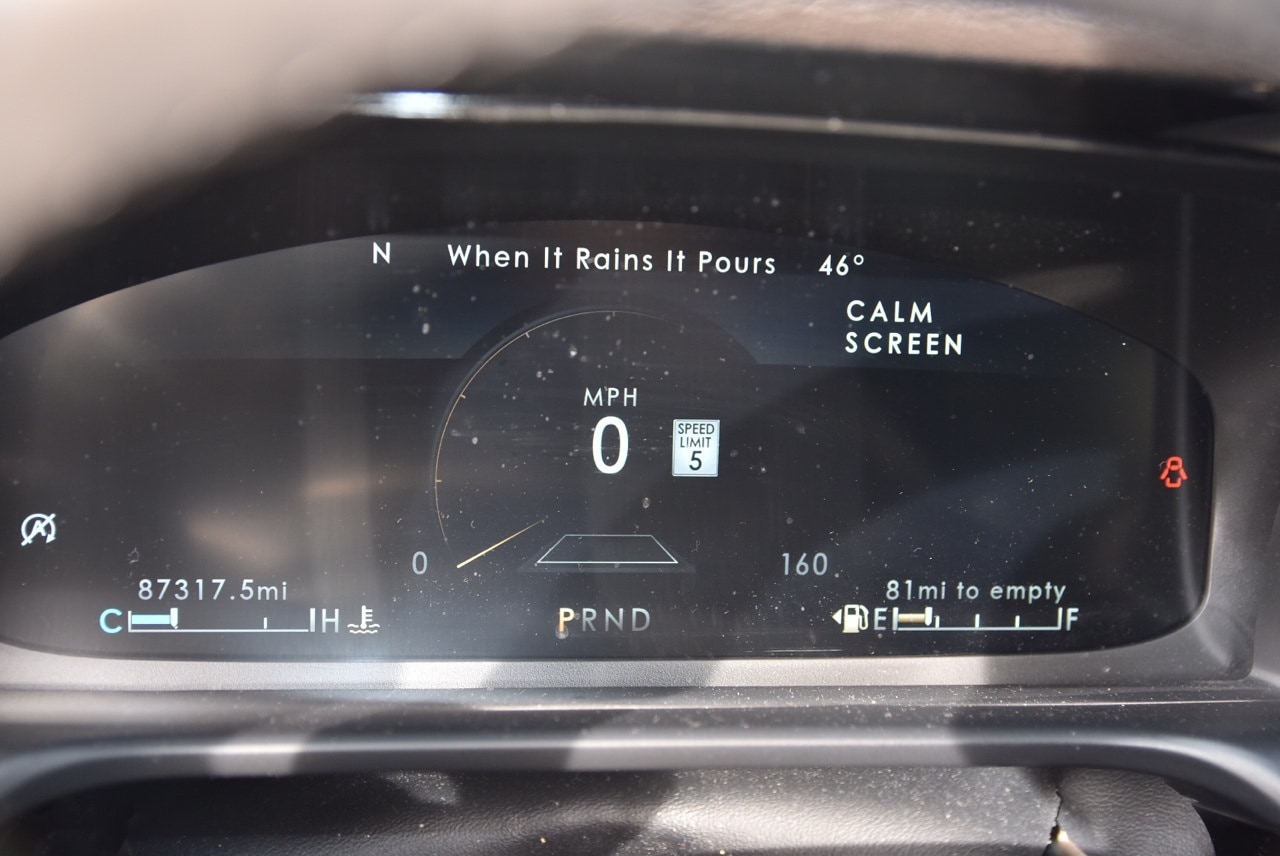 N When It Rains It Pours 46°
CALM
SCREEN
MPH
0
SPEED
LIMIT
5
A
0 160
87317.5mi
81mi to empty
C H
PRND
E F